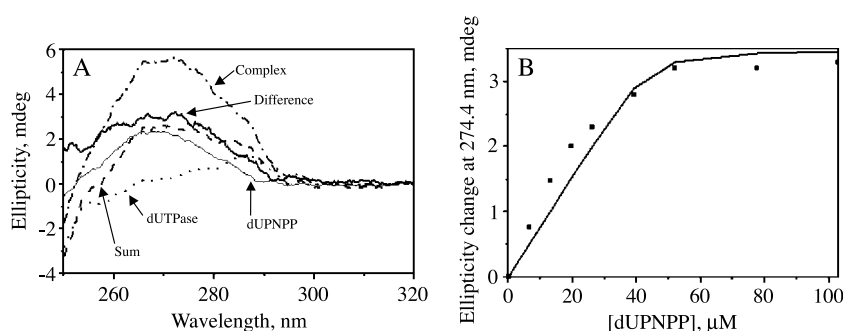 A
6
4
2
0
-2
-4
Ellipticity, mdeg
Complex
Difference
dUTPase
dUPNPP
Sum
260
280
300
320
Wavelength, nm
B
3
2
1
0
Ellipticity change at 274.4 nm, mdeg
0
20
40
60
80
100
[dUPNPP], μM